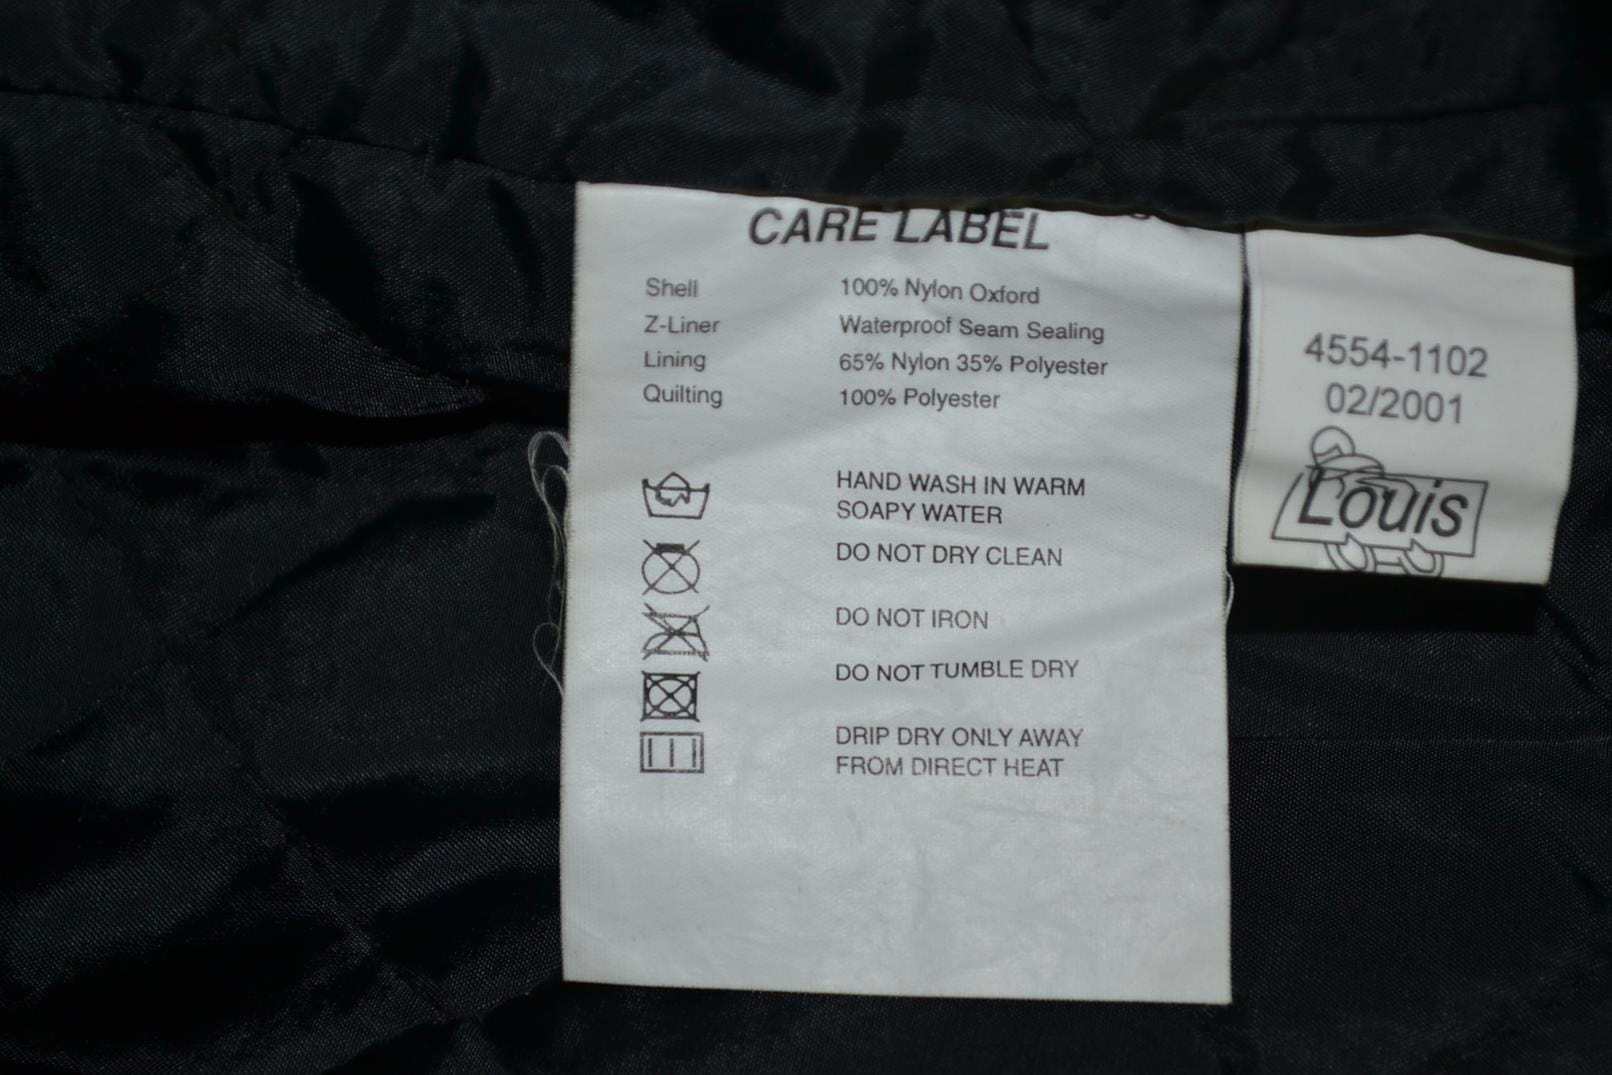 CARE LABEL
Shell 100% Nylon Oxford
Z-Liner Waterproof Seam Sealing
Lining 65% Nylon 35% Polyester
Quilting 100% Polyester
HAND WASH IN WARM
SOAPY WATER
DO NOT DRY CLEAN
DO NOT IRON
DO NOT TUMBLE DRY
DRIP DRY ONLY AWAY
FROM DIRECT HEAT
4554-1102
02/2001
Louis